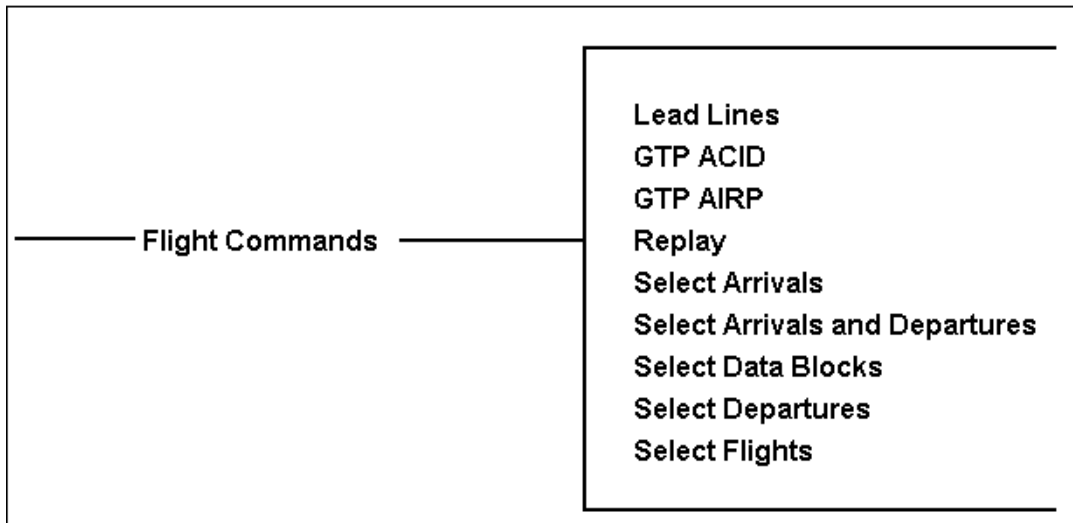 Flight Commands
Lead Lines
GTP ACID
GTP AIRP
Replay
Select Arrivals
Select Arrivals and Departures
Select Data Blocks
Select Departures
Select Flights